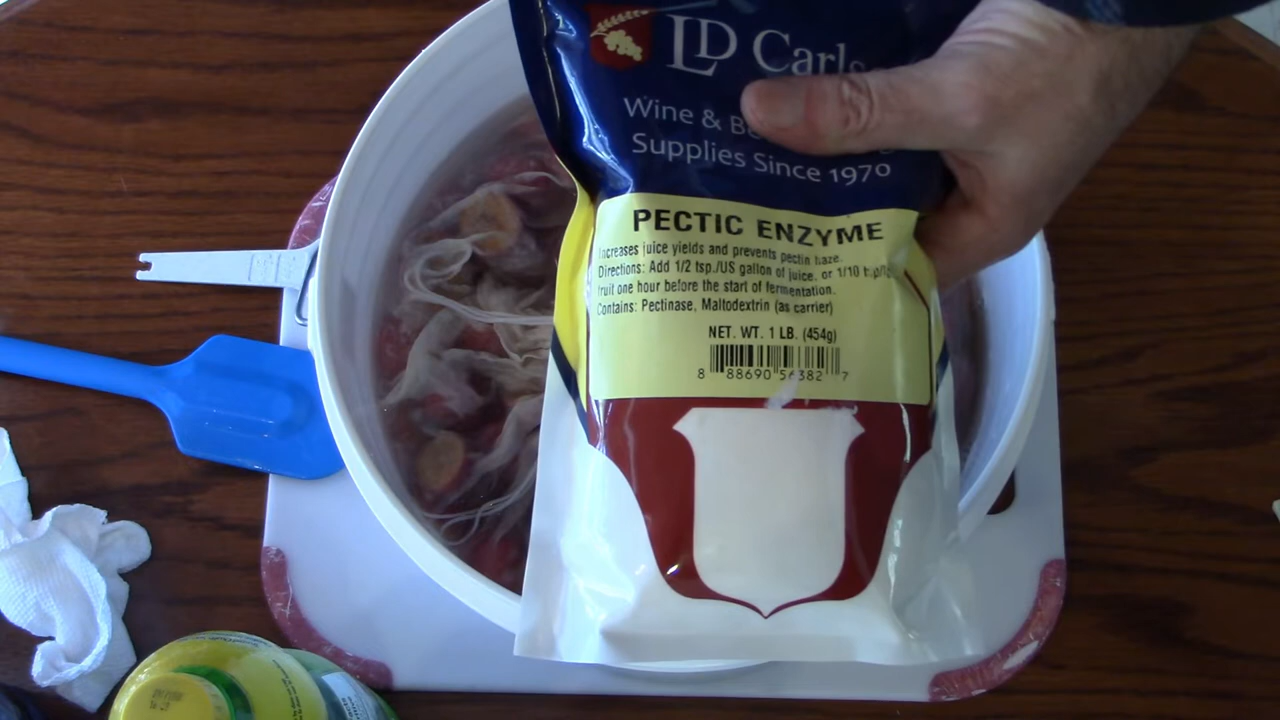 LD Carls
Wine & Be
Supplies Since 1970
PECTIC ENZYME
Increases juice yields and prevents pectin haze.
Directions: Add 1/2 tsp./US gallon of juice. or 1/10
fruit one hour before the start of fermentation.
Contains: Pectinase, Maltodextrin (as carrier)
NET. WT. 1 LB. (454g)
8 88690 56382 7